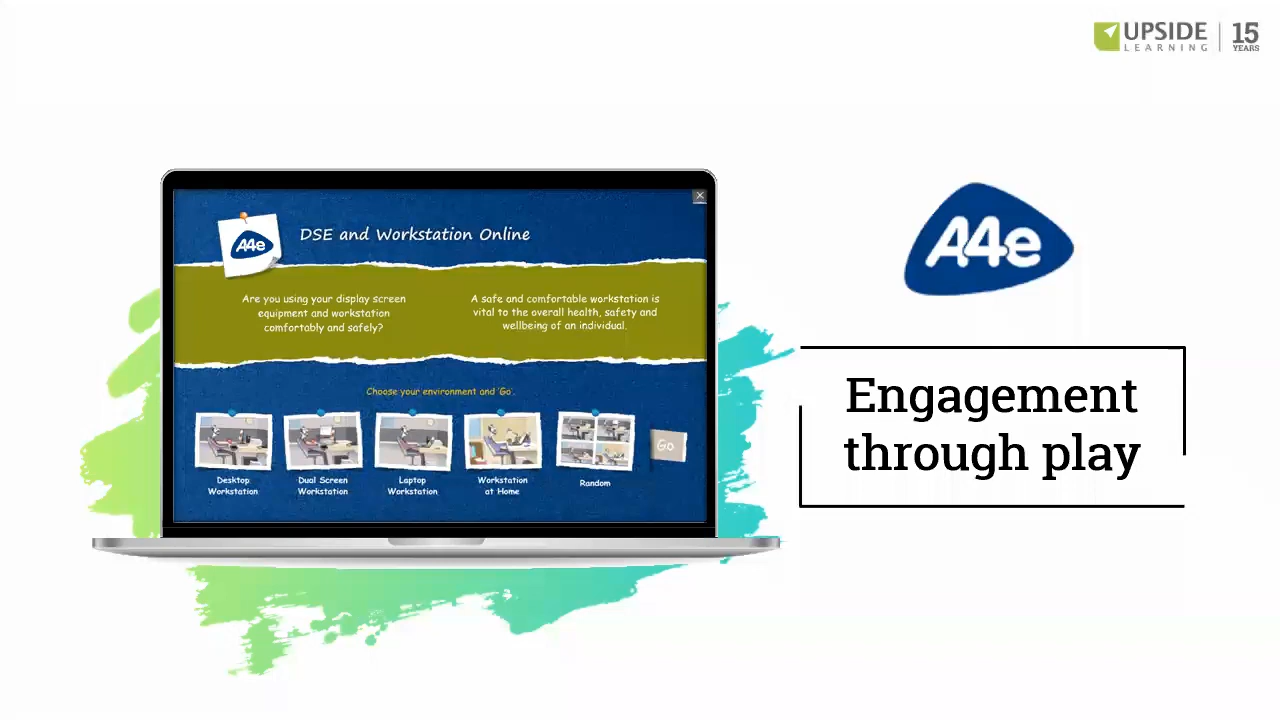 UPSIDE
LEARNING
15
YEARS
A4e
DSE and Workstation Online
Are you using your display screen
equipment and workstation
comfortably and safely?
A safe and comfortable workstation is
vital to the overall health, safety and
wellbeing of an individual.
Choose your environment and 'Go'.
Desktop
Workstation
Dual Screen
Workstation
Laptop
Workstation
Workstation
at Home
Random
Go
A4e
Engagement
through play